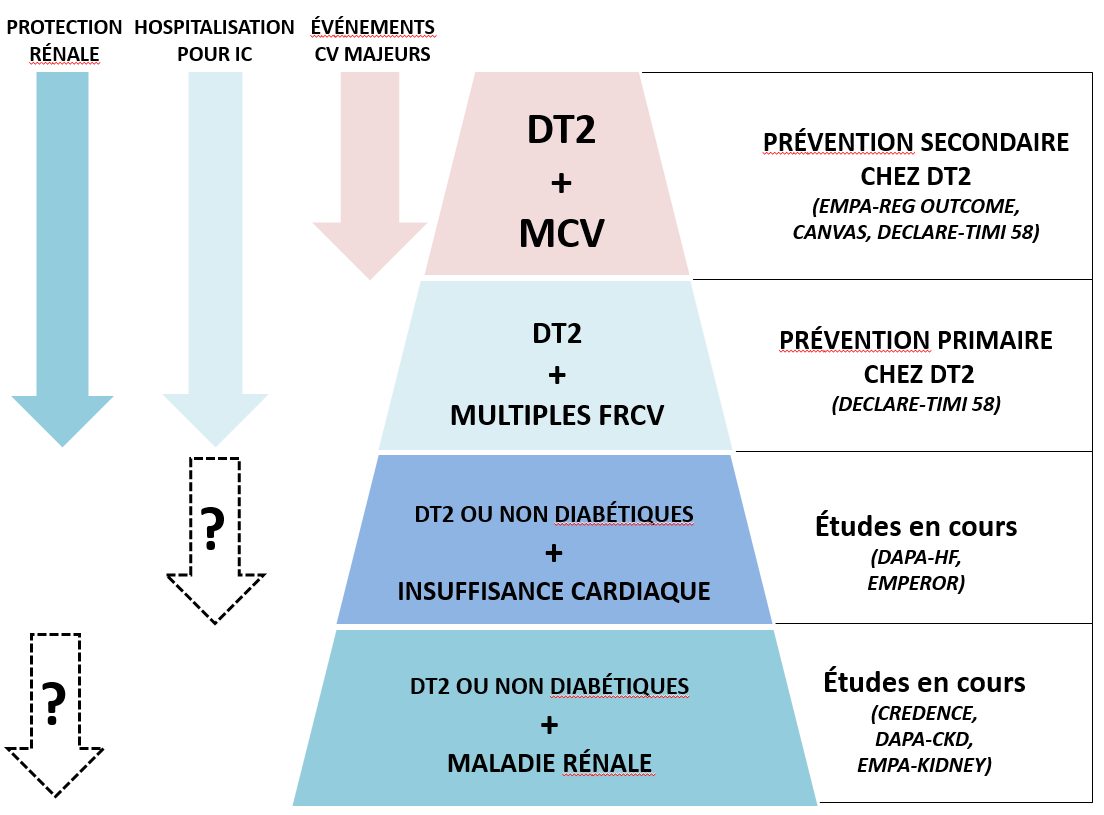 PROTECTION
RÉNALE
HOSPITALISATION
POUR IC
ÉVÉNEMENTS
CV MAJEURS
DT2
+
MCV
PRÉVENTION SECONDAIRE
CHEZ DT2
(EMPA-REG OUTCOME,
CANVAS, DECLARE-TIMI 58)
DT2
+
MULTIPLES FRCV
PRÉVENTION PRIMAIRE
CHEZ DT2
(DECLARE-TIMI 58)
?
DT2 OU NON DIABÉTIQUES
+
INSUFFISANCE CARDIAQUE
Études en cours
(DAPA-HF,
EMPEROR)
?
DT2 OU NON DIABÉTIQUES
+
MALADIE RÉNALE
Études en cours
(CREDENCE,
DAPA-CKD,
EMPA-KIDNEY)